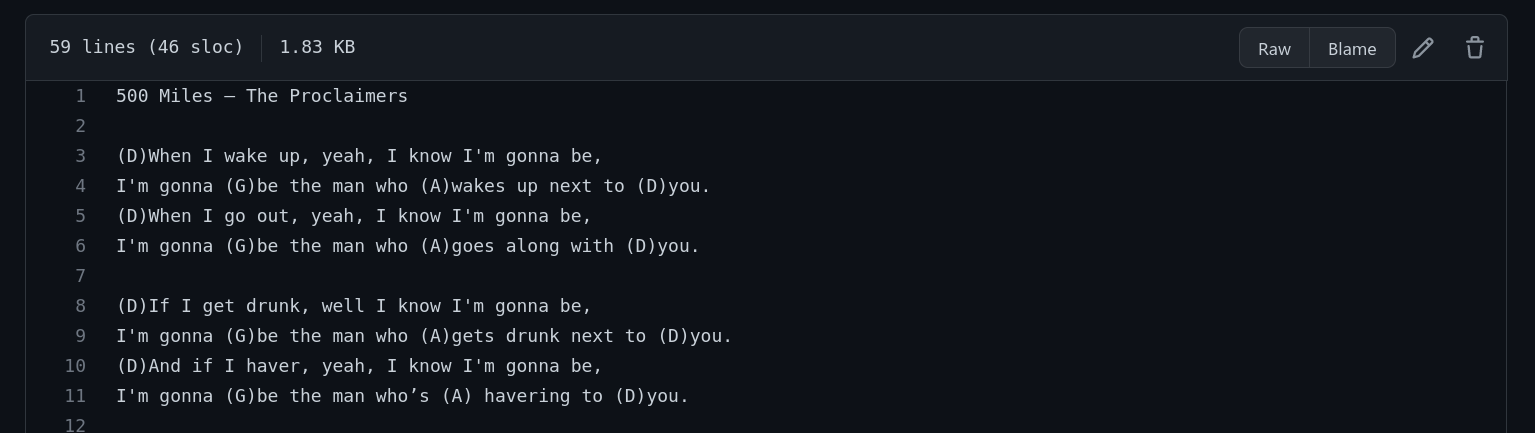 59 lines (46 sloc) 1.83 KB Raw Blame
1 500 Miles – The Proclaimers
2
3 (D)When I wake up, yeah, I know I'm gonna be,
4 I'm gonna (G)be the man who (A)wakes up next to (D)you.
5 (D)When I go out, yeah, I know I'm gonna be,
6 I'm gonna (G)be the man who (A)goes along with (D)you.
7
8 (D)If I get drunk, well I know I'm gonna be,
9 I'm gonna (G)be the man who (A)gets drunk next to (D)you.
10 (D)And if I haver, yeah, I know I'm gonna be,
11 I'm gonna (G)be the man who’s (A) havering to (D)you.
12